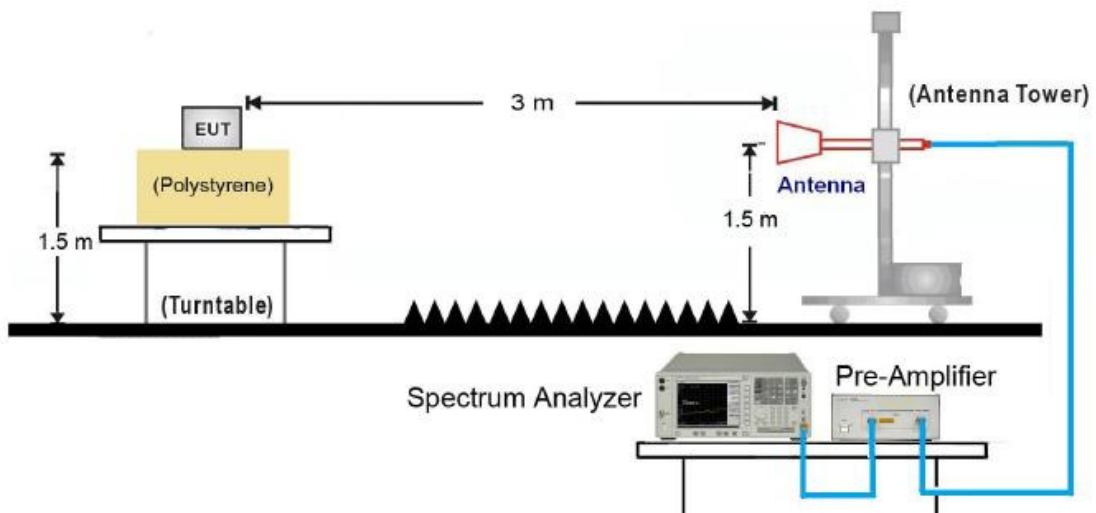 3 m
(Antenna Tower)
EUT
(Polystyrene)
Antenna
1.5 m
1.5 m
(Turntable)
Spectrum Analyzer
Pre-Amplifier